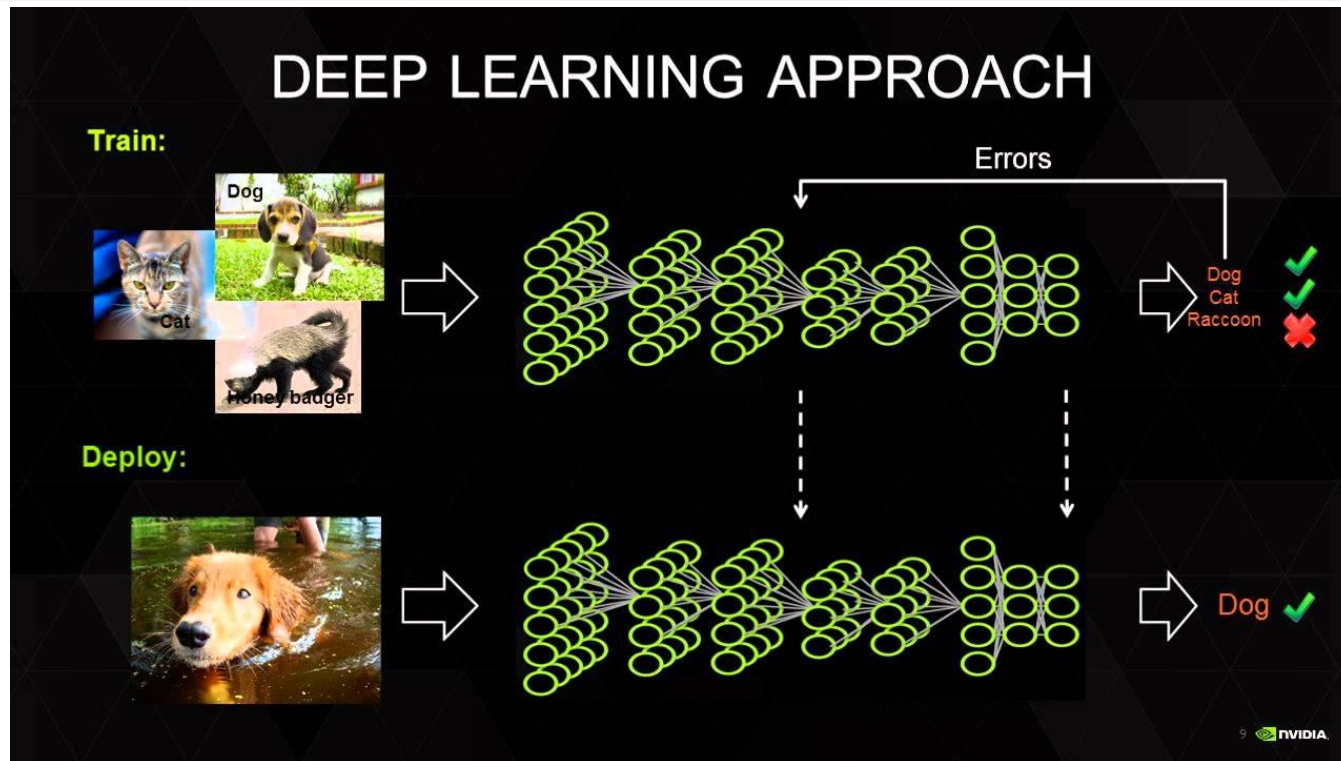 DEEP LEARNING APPROACH
Train:
Errors
Dog
Cat
Honey badger
Dog
Cat
Raccoon
Deploy:
Dog
9 NVIDIA.